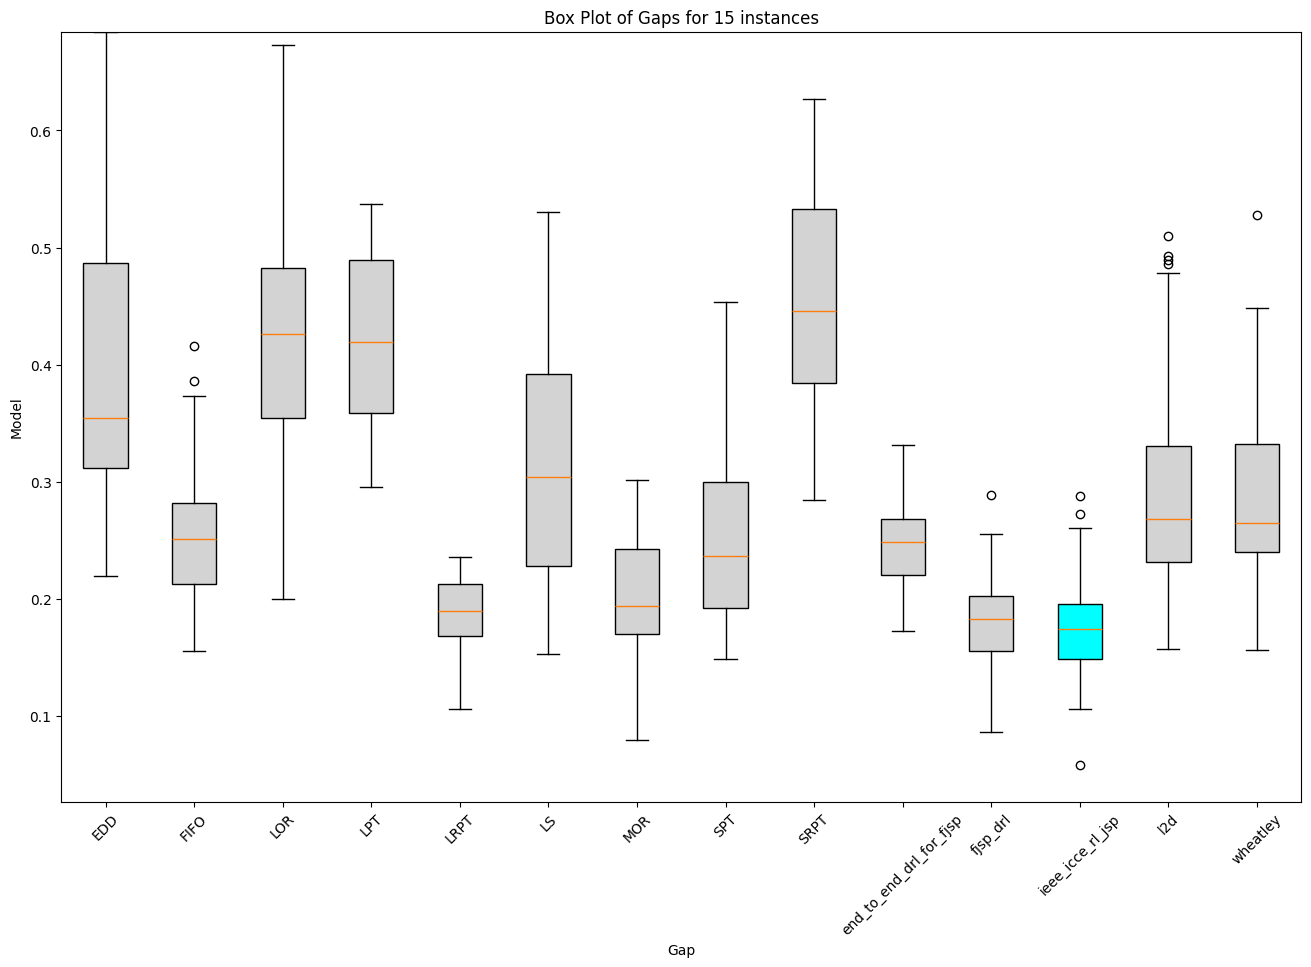 Box Plot of Gaps for 15 instances
Model
0.6
0.5
0.4
0.3
0.2
0.1
EDD
FIFO
LOR
LPT
LRPT
LS
MOR
SPT
SRPT
end_to_end_drl_for_fjsp
fjsp_drl
ieee_icce_rl_jsp
l2d
wheatley
Gap